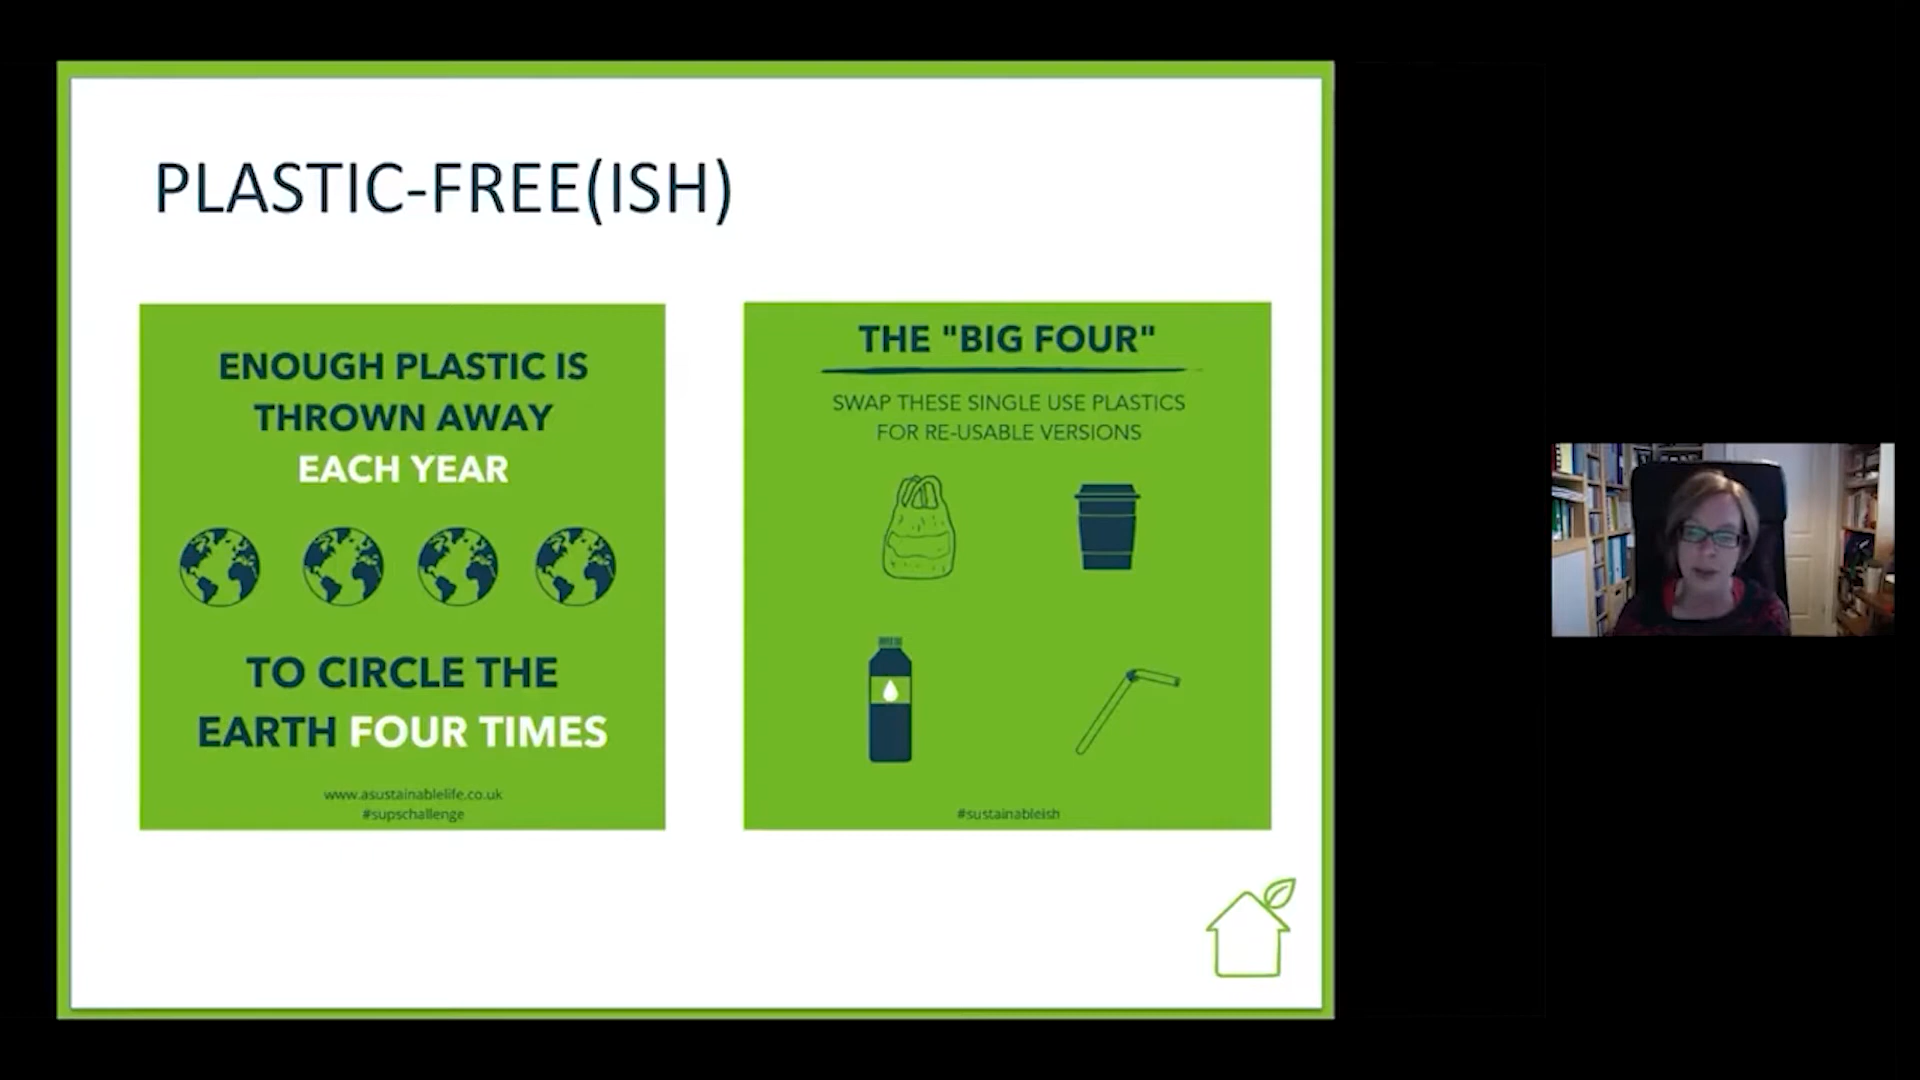 PLASTIC-FREE(ISH)
ENOUGH PLASTIC IS
THROWN AWAY
EACH YEAR
TO CIRCLE THE
EARTH FOUR TIMES
www.asustainablelife.co.uk
#supschallenge
THE "BIG FOUR"
SWAP THESE SINGLE USE PLASTICS
FOR RE-USABLE VERSIONS
#sustainableish